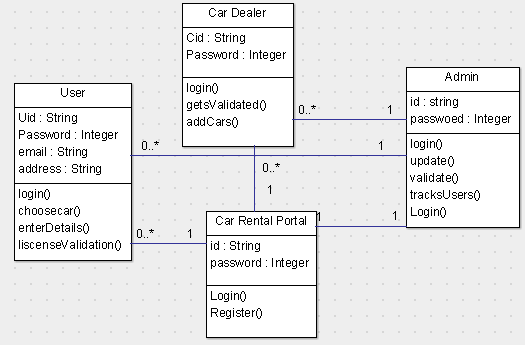 Car Dealer
Cid : String
Password : Integer
login()
getsValidated()
addCars()
User
Uid : String
Password : Integer
email : String
address : String
login()
choosecar()
enterDetails()
liscenseValidation()
Admin
id : string
passwoed : Integer
login()
update()
validate()
tracksUsers()
Login()
0..*
1
0..*
1
0..*
1
0..*
1
1
1
Car Rental Portal
id : String
password : Integer
Login()
Register()